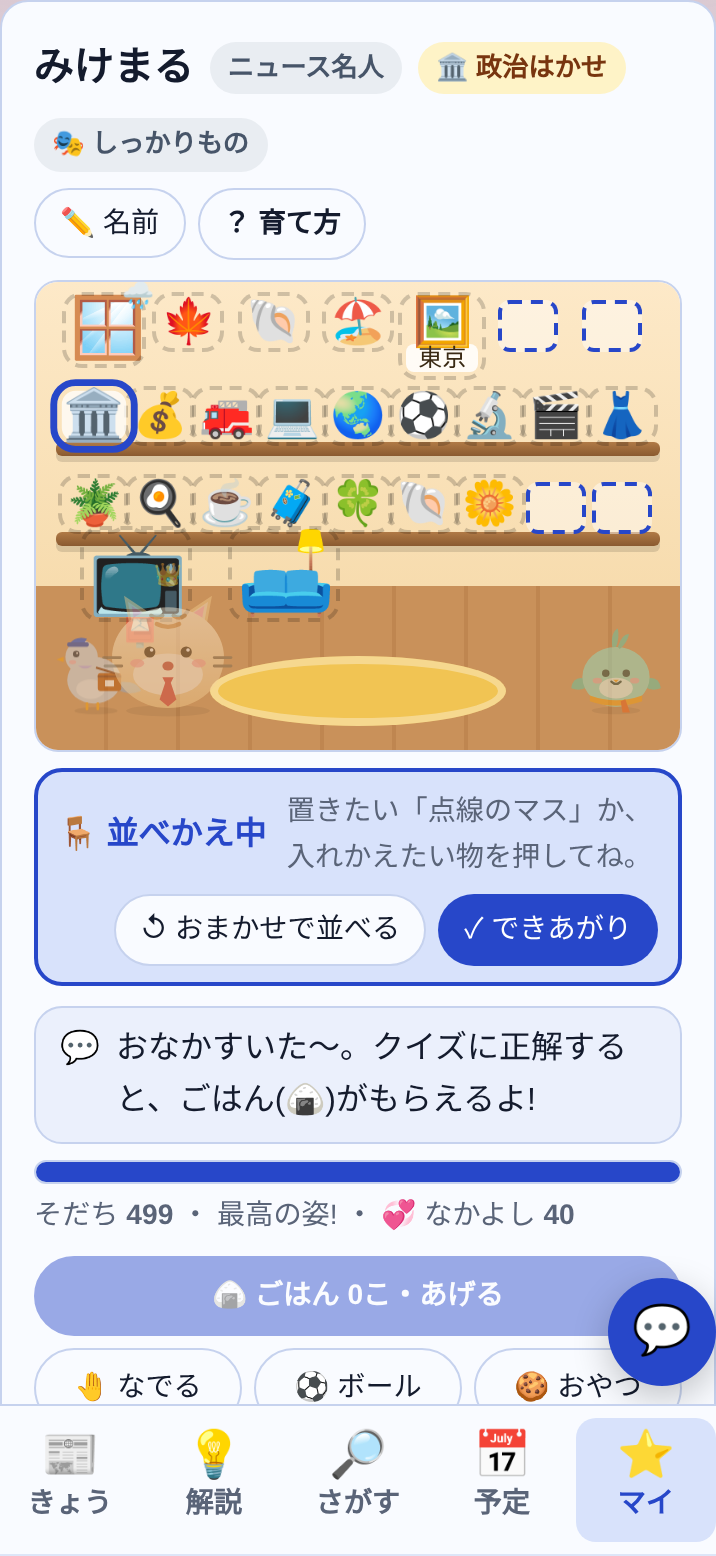 みけまる
ニュース名人
🏛️ 政治はかせ
🎭 しっかりもの
✏️ 名前
？ 育て方
東京
🪑 並べかえ中
置きたい「点線のマス」か、
入れかえたい物を押してね。
↺ おまかせで並べる
✓ できあがり
💬 おなかすいた〜。クイズに正解する
と、ごはん(🍙)がもらえるよ!
そだち 499 ・ 最高の姿! ・ 💞 なかよし 40
🍙 ごはん 0こ・あげる
💬
🤚 なでる
⚽ ボール
🍪 おやつ
きょう
解説
さがす
July
17
予定
マイ